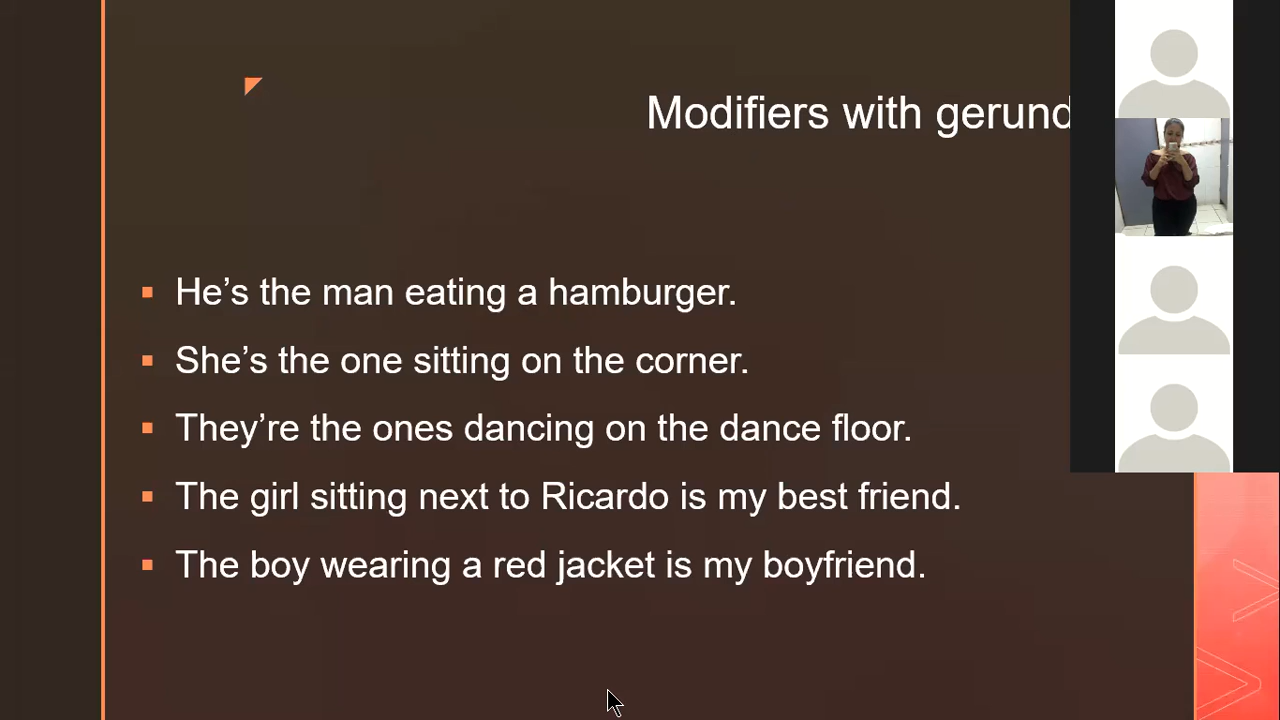 Modifiers with gerund
He’s the man eating a hamburger.
She’s the one sitting on the corner.
They’re the ones dancing on the dance floor.
The girl sitting next to Ricardo is my best friend.
The boy wearing a red jacket is my boyfriend.